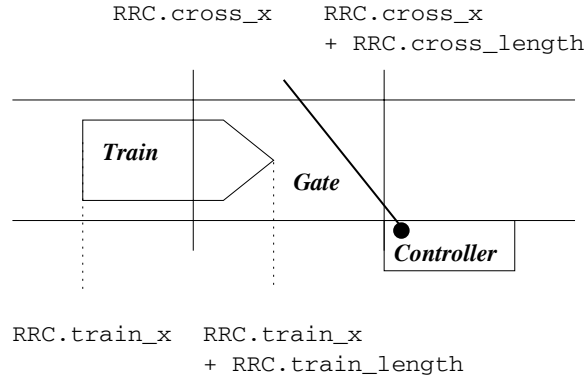 RRC.cross_x RRC.cross_x
+ RRC.cross_length
Train
Gate
Controller
RRC.train_x RRC.train_x
+ RRC.train_length